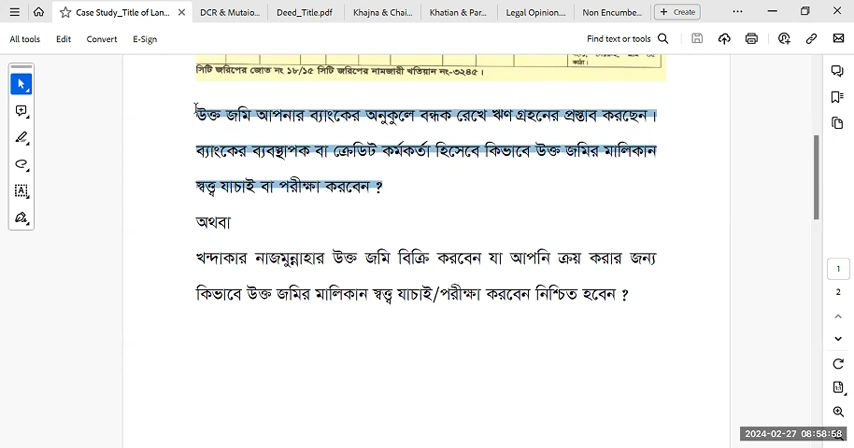 Case Study_Title of Lan...
DCR & Mutaio...
Deed_Title.pdf
Khajna & Chai...
Khatian & Par...
Legal Opinion...
Non Encumbe...
Create
All tools
Edit
Convert
E-Sign
Find text or tools
সিটি জরিপের জোত নং ১৮/১৫ সিটি জরিপের নামজারী খতিয়ান নং-৩২৪৫।
উক্ত জমি আপনার ব্যাংকের অনুকুলে বন্ধক রেখে ঋণ গ্রহনের প্রস্তাব করছেন।
ব্যাংকের ব্যবস্থাপক বা ক্রেডিট কর্মকর্তা হিসেবে কিভাবে উক্ত জমির মালিকান
স্বত্ত্ব যাচাই বা পরীক্ষা করবেন ?
অথবা
খন্দাকার নাজমুন্নাহার উক্ত জমি বিক্রি করবেন যা আপনি ক্রয় করার জন্য
কিভাবে উক্ত জমির মালিকান স্বত্ত্ব যাচাই/পরীক্ষা করবেন নিশ্চিত হবেন ?
1
2
2024-02-27 08:58:58